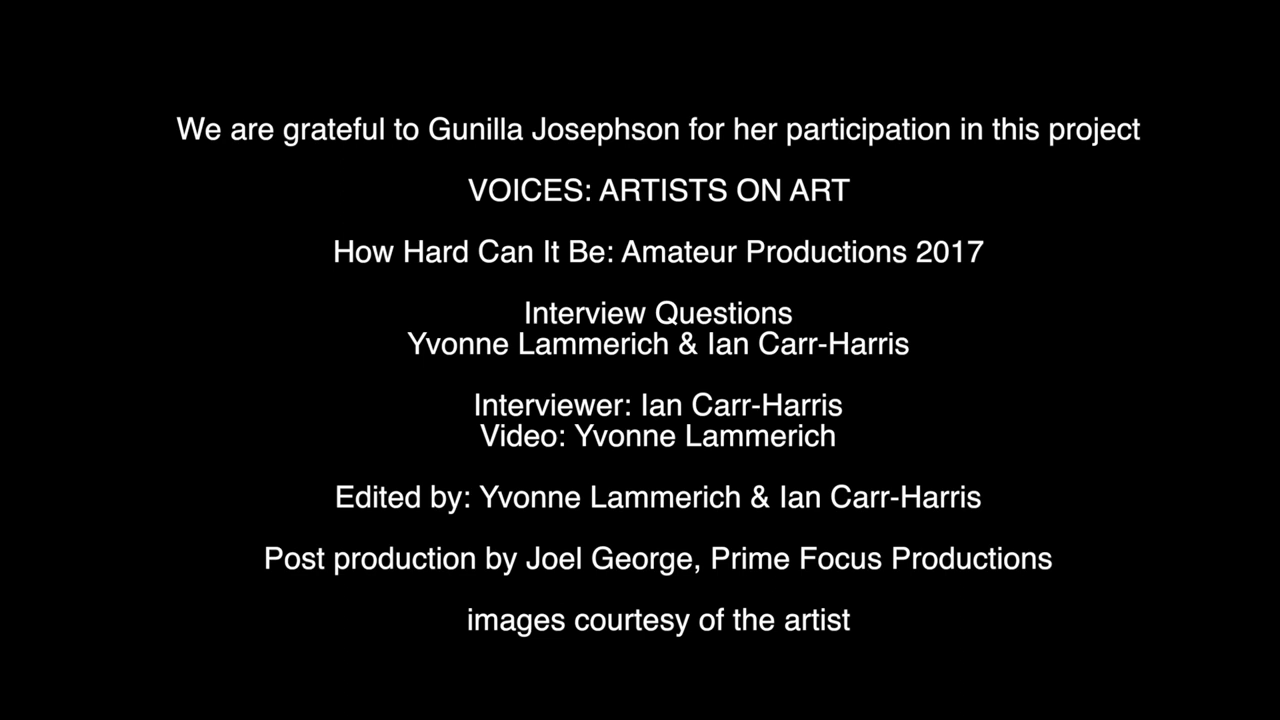 We are grateful to Gunilla Josephson for her participation in this project
VOICES: ARTISTS ON ART
How Hard Can It Be: Amateur Productions 2017
Interview Questions
Yvonne Lammerich & Ian Carr-Harris
Interviewer: Ian Carr-Harris
Video: Yvonne Lammerich
Edited by: Yvonne Lammerich & Ian Carr-Harris
Post production by Joel George, Prime Focus Productions
images courtesy of the artist